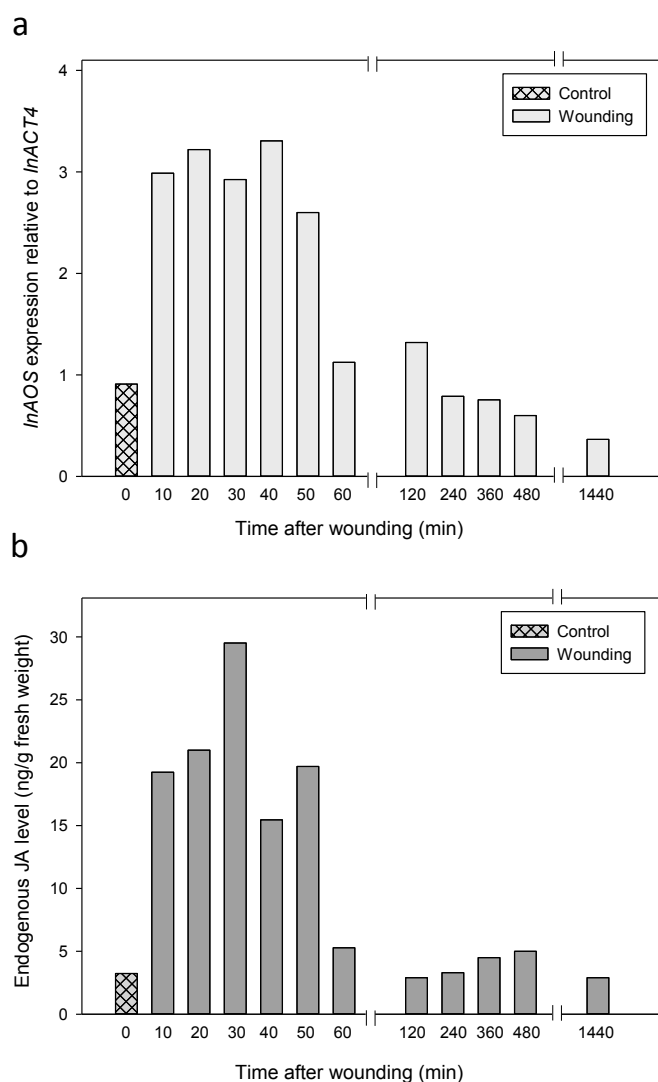 a
InAOS expression relative to InACT4
4
3
2
1
0
Control
Wounding
0 10 20 30 40 50 60 120 240 360 480 1440
Time after wounding (min)
b
Endogenous JA level (ng/g fresh weight)
30
25
20
15
10
5
0
Control
Wounding
0 10 20 30 40 50 60 120 240 360 480 1440
Time after wounding (min)